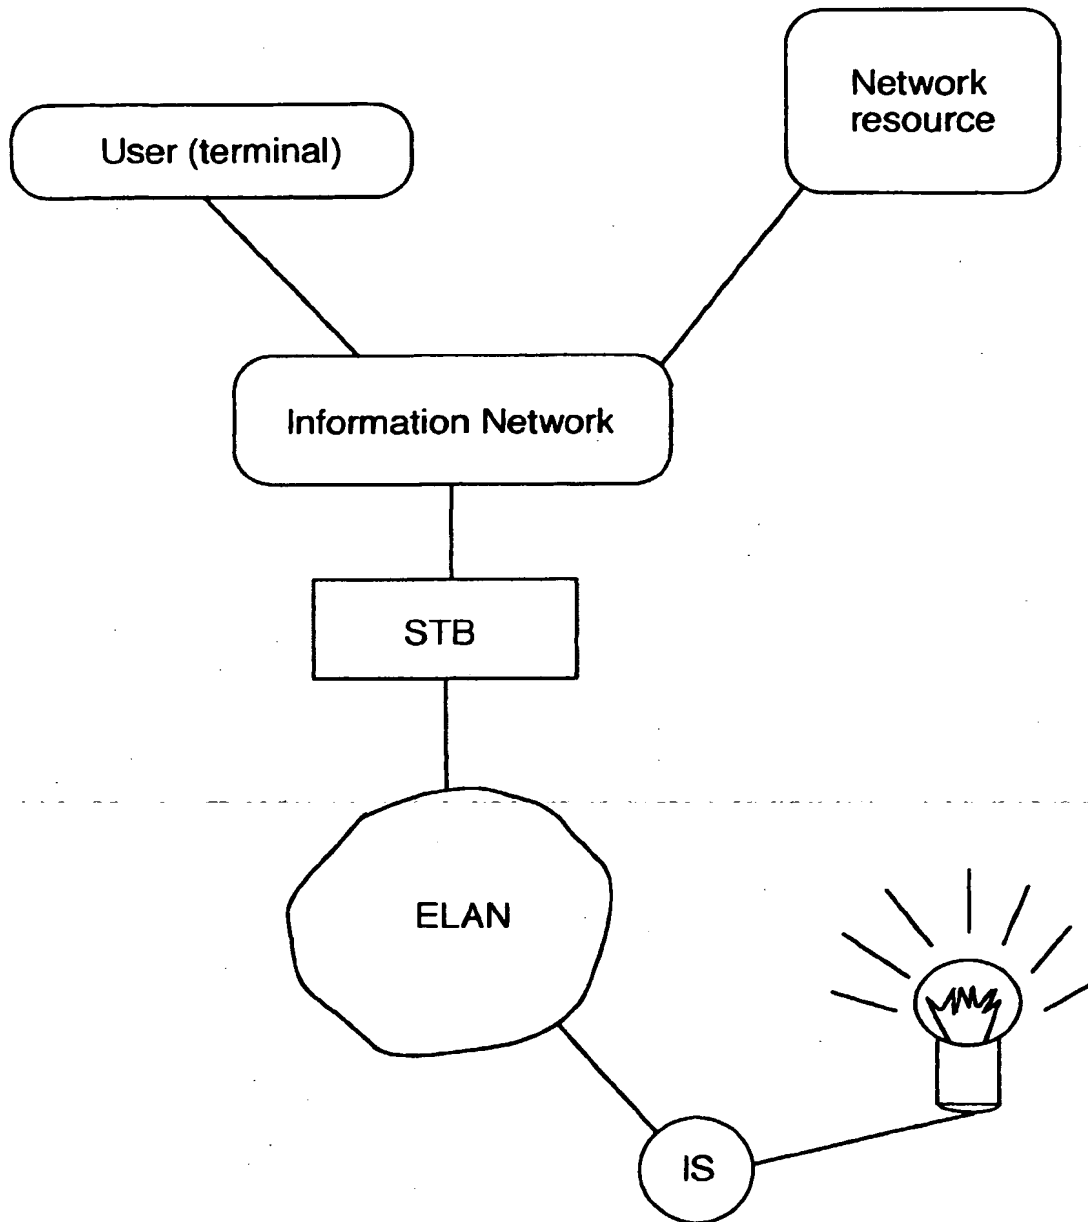 Network
resource
User (terminal)
Information Network
STB
ELAN
IS